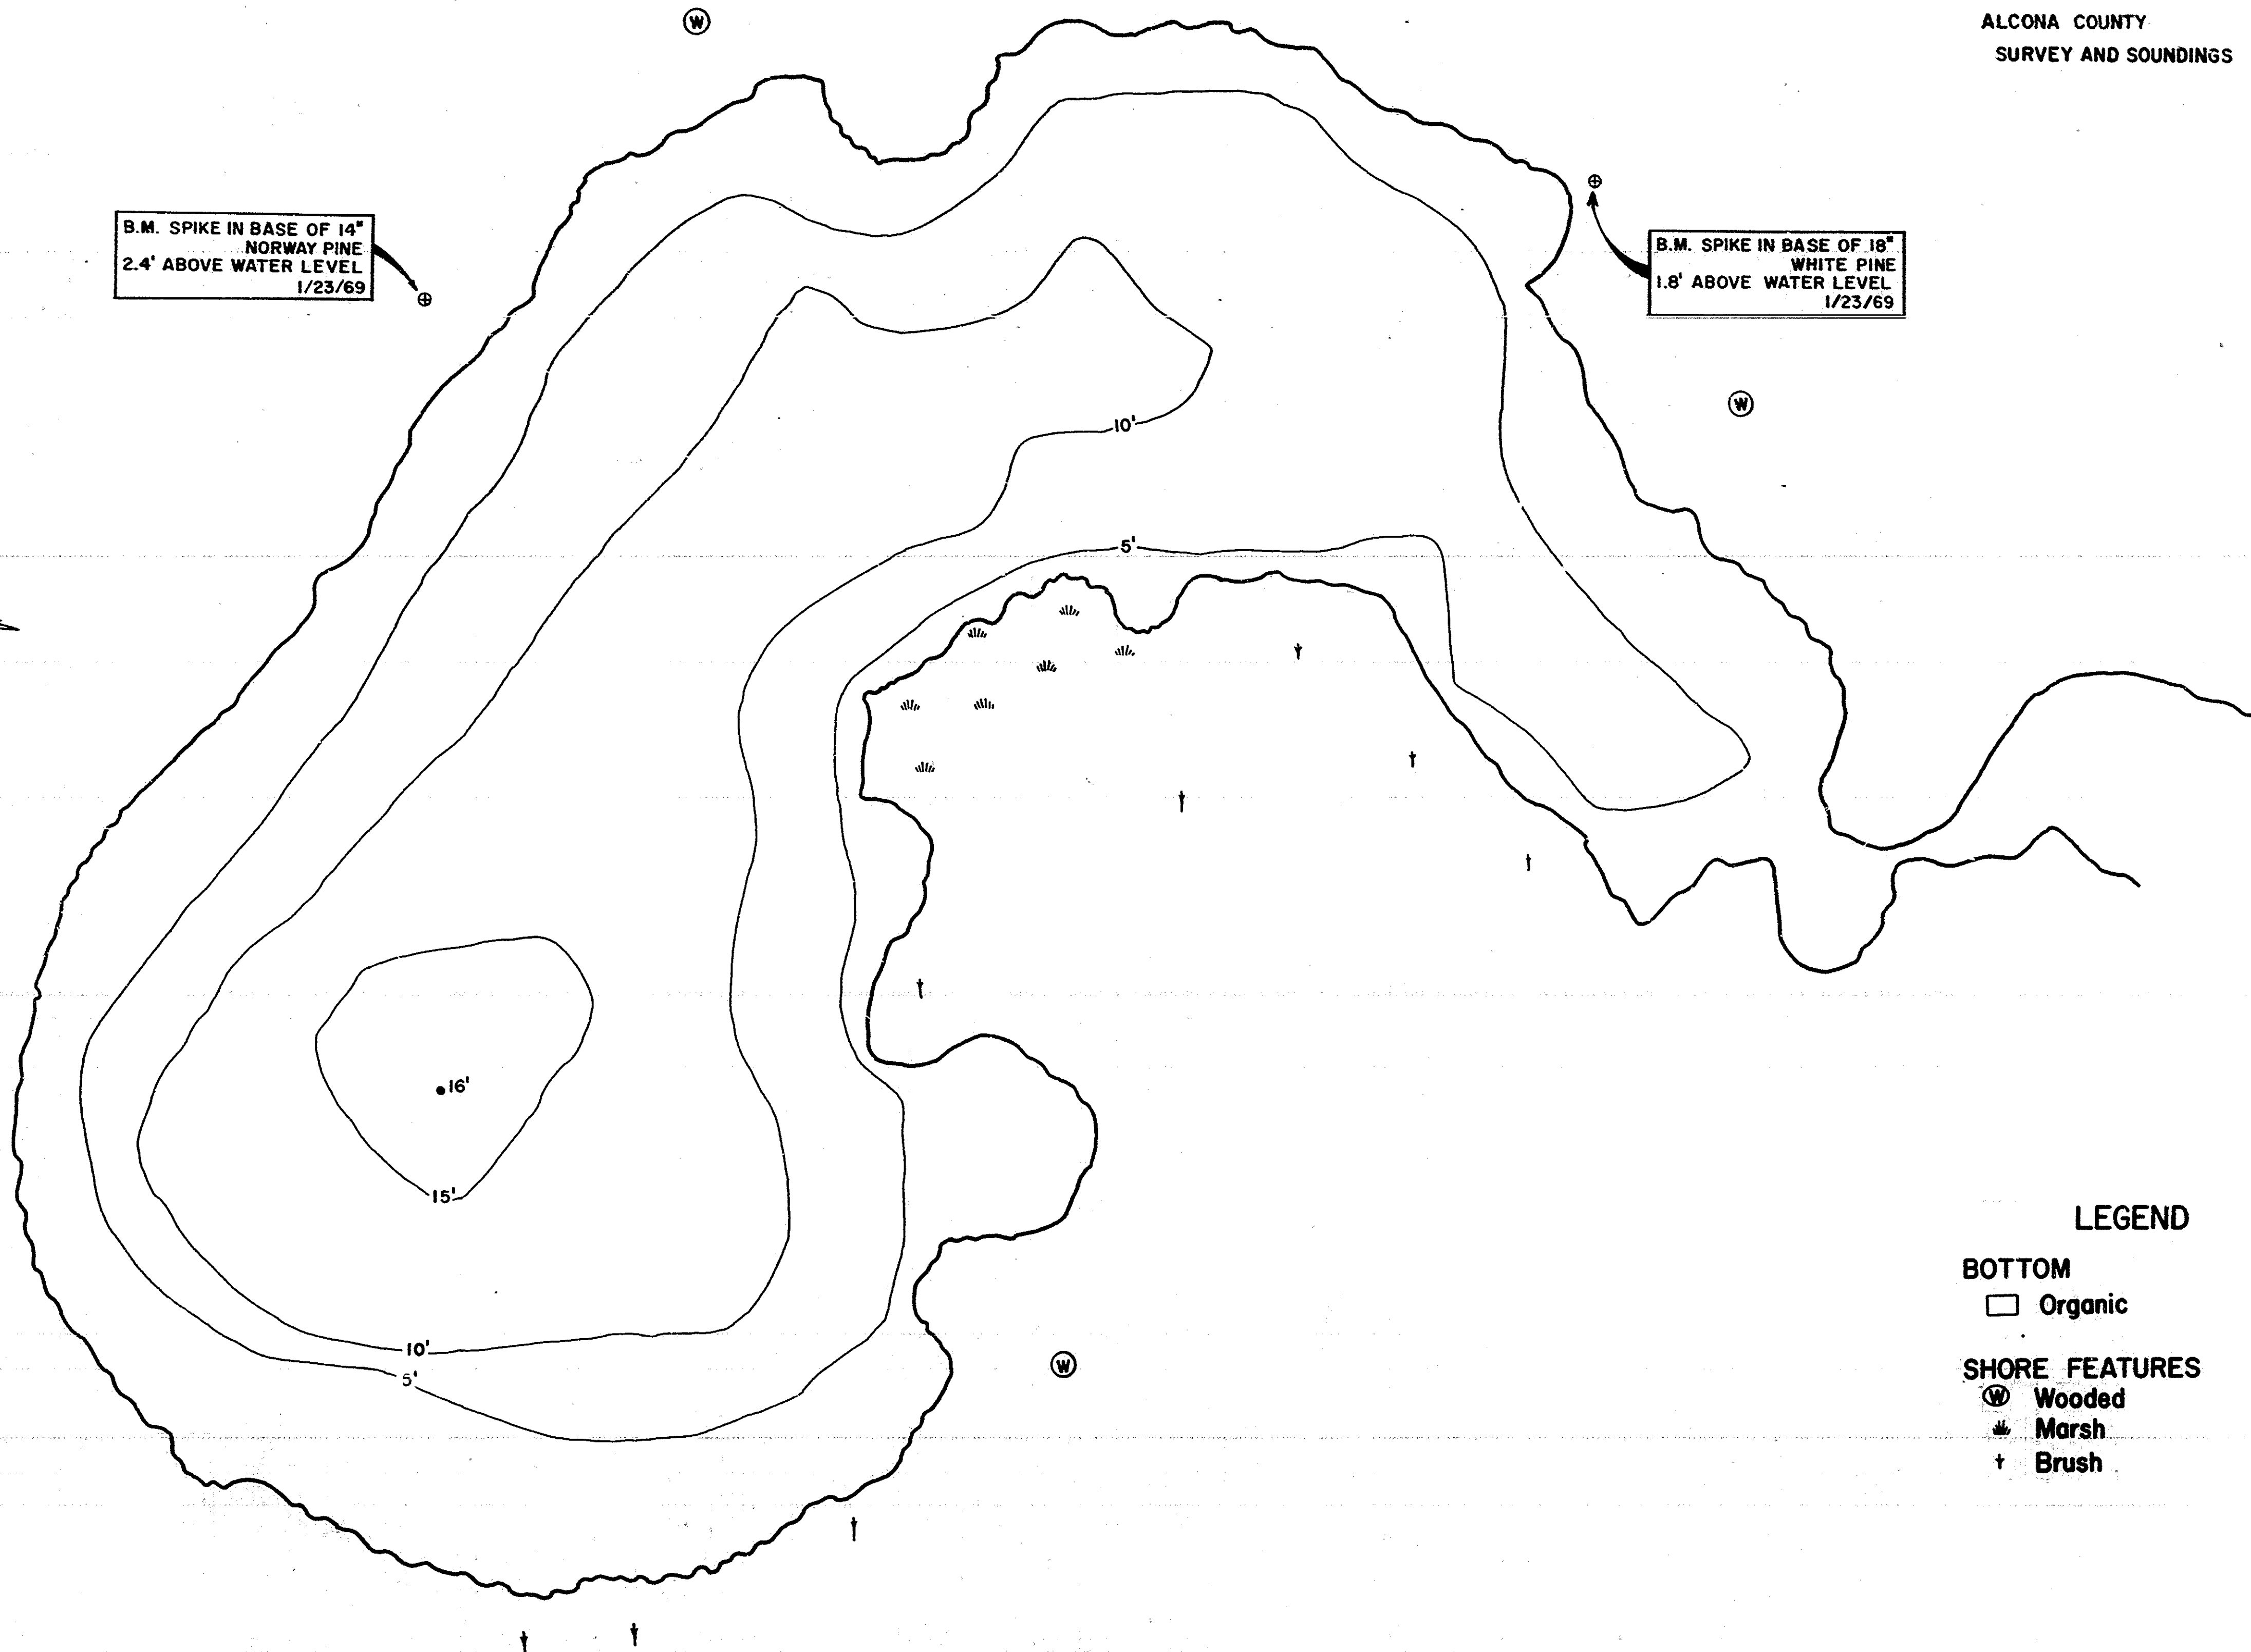 W
ALCONA COUNTY
SURVEY AND SOUNDINGS
B.M. SPIKE IN BASE OF 14"
NORWAY PINE
2.4' ABOVE WATER LEVEL
1/23/69
B.M. SPIKE IN BASE OF 18"
WHITE PINE
1.8' ABOVE WATER LEVEL
1/23/69
W
10'
5'
16'
15'
10'
5'
W
LEGEND
BOTTOM
Organic
SHORE FEATURES
W Wooded
Marsh
Brush